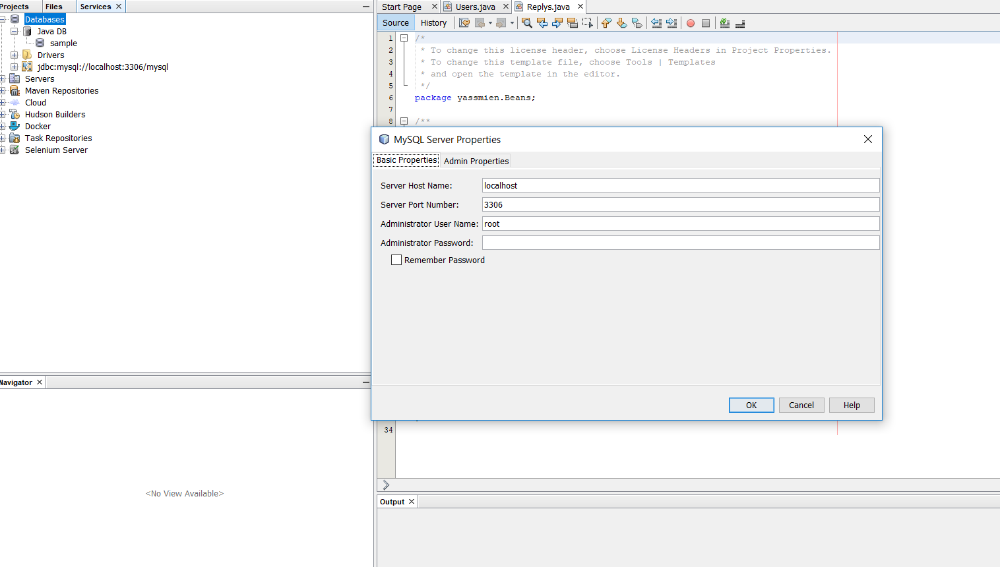 Projects Files Services
Databases
Java DB
sample
Drivers
jdbc:mysql://localhost:3306/mysql
Servers
Maven Repositories
Cloud
Hudson Builders
Docker
Task Repositories
Selenium Server
Navigator
<No View Available>
Start Page Users.java Replys.java
Source History
1 /*
2 * To change this license header, choose License Headers in Project Properties.
3 * To change this template file, choose Tools | Templates
4 * and open the template in the editor.
5 */
6 package yassmien.Beans;
7
8 /**
MySQL Server Properties
Basic Properties Admin Properties
Server Host Name: localhost
Server Port Number: 3306
Administrator User Name: root
Administrator Password:
Remember Password
OK Cancel Help
34
Output